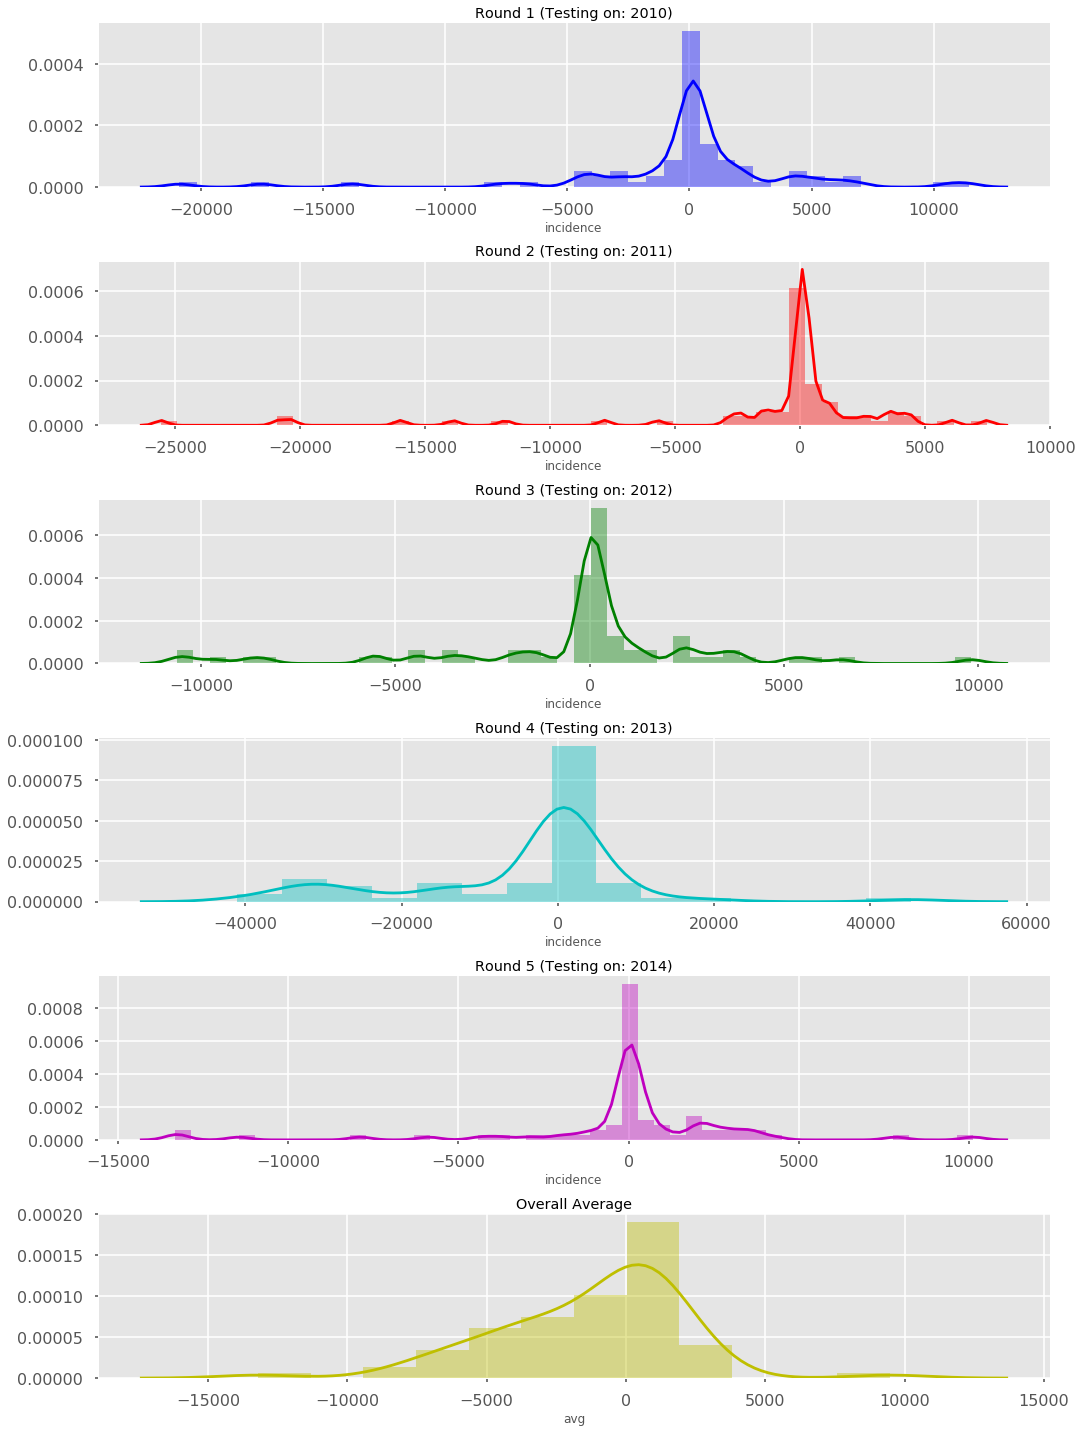 Round 1 (Testing on: 2010)
0.0004
0.0002
0.0000
−20000 −15000 −10000 −5000 0 5000 10000
incidence
Round 2 (Testing on: 2011)
0.0006
0.0004
0.0002
0.0000
−25000 −20000 −15000 −10000 −5000 0 5000 10000
incidence
Round 3 (Testing on: 2012)
0.0006
0.0004
0.0002
0.0000
−10000 −5000 0 5000 10000
incidence
Round 4 (Testing on: 2013)
0.000100
0.000075
0.000050
0.000025
0.000000
−40000 −20000 0 20000 40000 60000
incidence
Round 5 (Testing on: 2014)
0.0008
0.0006
0.0004
0.0002
0.0000
−15000 −10000 −5000 0 5000 10000
incidence
Overall Average
0.00020
0.00015
0.00010
0.00005
0.00000
−15000 −10000 −5000 0 5000 10000 15000
avg